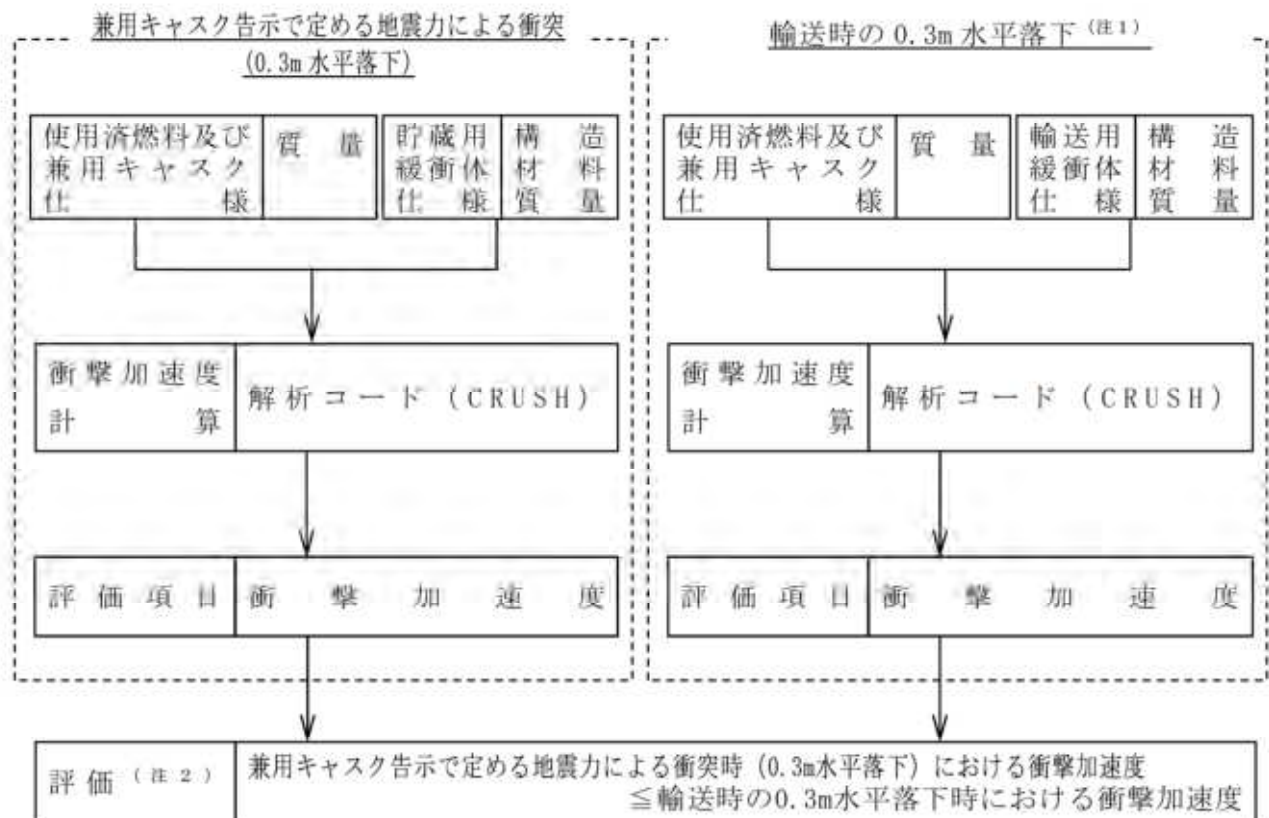 兼用キャスク告示で定める地震力による衝突
(0.3m 水平落下)
使用済燃料及び
兼用キャスク
仕様
質量
貯蔵用
緩衝体
仕様
構造
材料
質量
衝撃加速度
計算
解析コード（CRUSH）
評価項目
衝撃加速度
輸送時の 0.3m 水平落下（注1）
使用済燃料及び
兼用キャスク
仕様
質量
輸送用
緩衝体
仕様
構造
材料
質量
衝撃加速度
計算
解析コード（CRUSH）
評価項目
衝撃加速度
評価（注２）
兼用キャスク告示で定める地震力による衝突時（0.3m水平落下）における衝撃加速度
≦輸送時の0.3m水平落下時における衝撃加速度